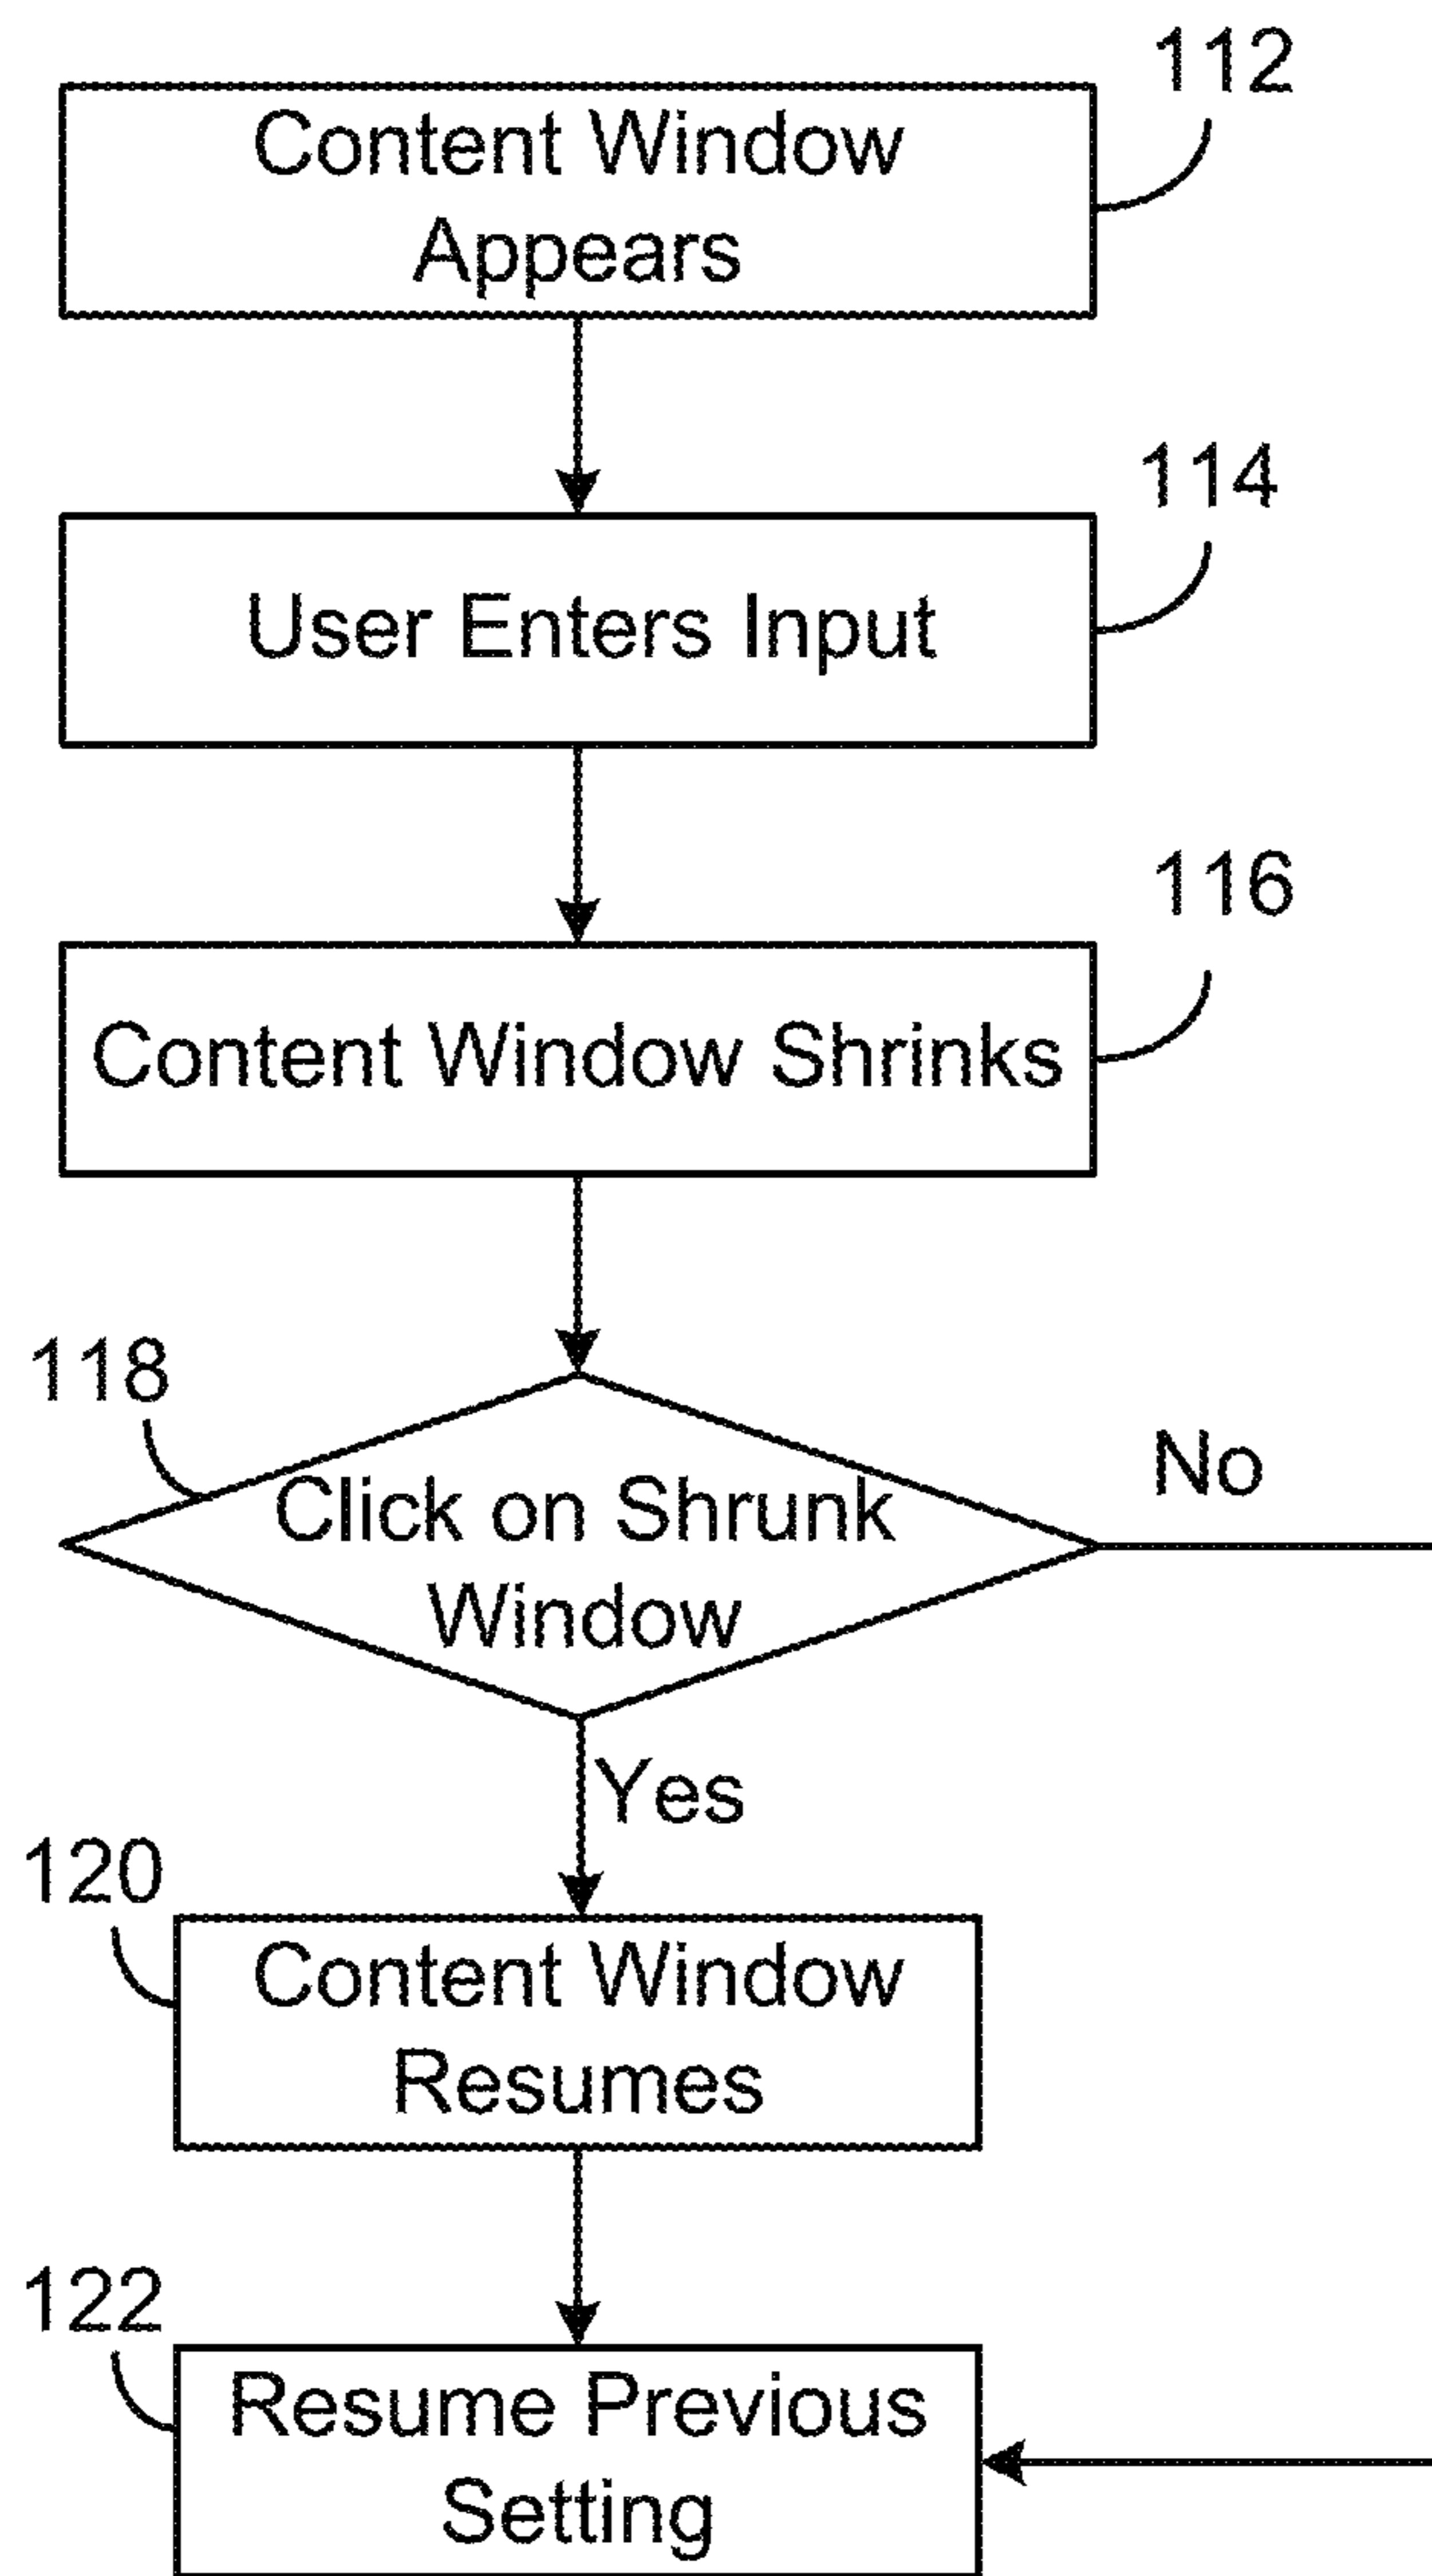 112
Content Window
Appears
114
User Enters Input
116
Content Window Shrinks
118
Click on Shrunk
Window
No
Yes
120
Content Window
Resumes
122
Resume Previous
Setting